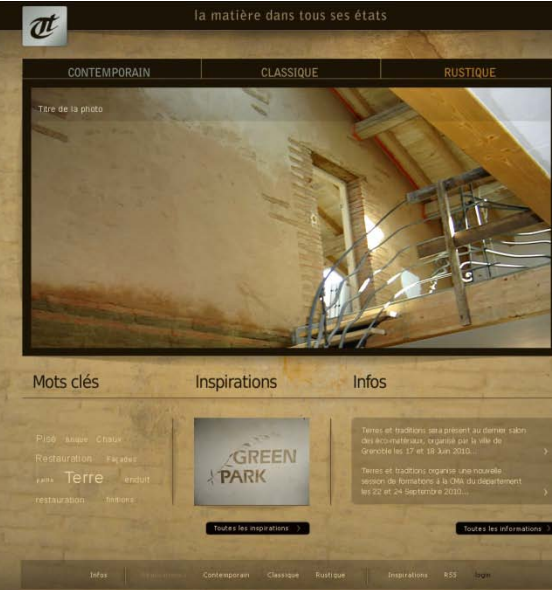 la matière dans tous ses états
CONTEMPORAIN CLASSIQUE RUSTIQUE
Titre de la photo
Mots clés Inspirations Infos
Pisé Chaux
Restauration Façades
Terre enduit
restauration finitions
GREEN
PARK
Terres et traditions sera présent au dernier salon
des éco-matériaux, organisé par la ville de
Grenoble les 17 et 18 Juin 2010...
Terres et traditions organise une nouvelle
session de formations à la CMA du département
les 22 et 24 Septembre 2010...
Toutes les inspirations
Toutes les informations
Infos Contemporain Classique Rustique Inspirations RSS login